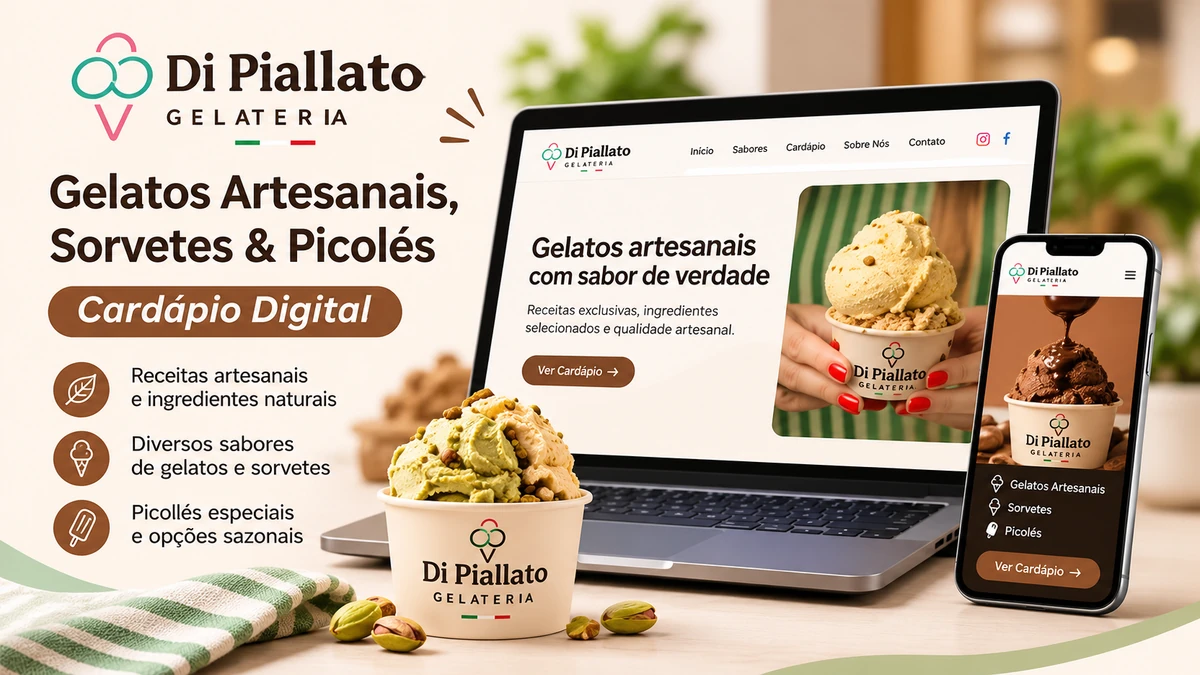 Di Piallato
GELATERIA
Gelatos Artesanais,
Sorvetes & Picolés
Cardápio Digital
Receitas artesanais
e ingredientes naturais
Diversos sabores
de gelatos e sorvetes
Picollés especiais
e opções sazonais
Di Piallato
GELATERIA
Di Piallato
GELATERIA
Início
Sabores
Cardápio
Sobre Nós
Contato
Gelatos artesanais
com sabor de verdade
Receitas exclusivas, ingredientes
selecionados e qualidade artesanal.
Ver Cardápio →
Di Piallato
GELATERIA
Di Piallato
GELATERIA
Di Piallato
GELATERIA
Gelatos Artesanais
Sorvetes
Picolés
Ver Cardápio →